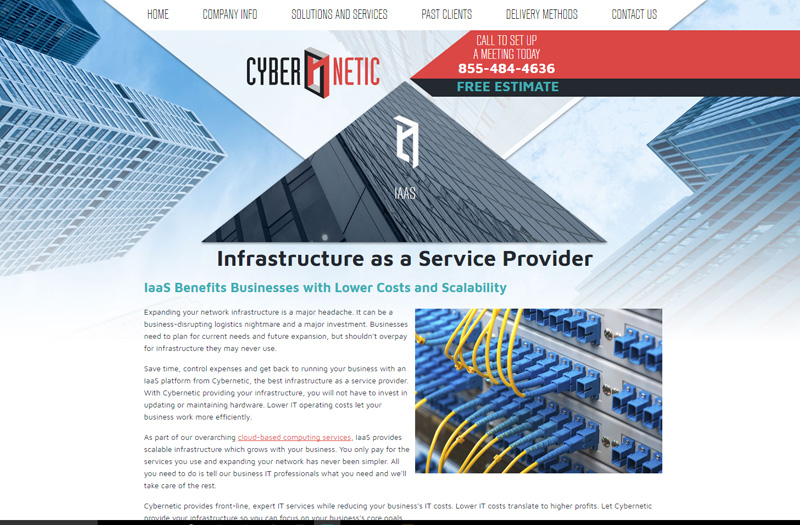 HOME COMPANY INFO SOLUTIONS AND SERVICES PAST CLIENTS DELIVERY METHODS CONTACT US
CYBER NETIC
CALL TO SET UP
A MEETING TODAY
855-484-4636
FREE ESTIMATE
IAAS
Infrastructure as a Service Provider
IaaS Benefits Businesses with Lower Costs and Scalability
Expanding your network infrastructure is a major headache. It can be a
business-disrupting logistics nightmare and a major investment. Businesses
need to plan for current needs and future expansion, but shouldn't overpay
for infrastructure they may never use.
Save time, control expenses and get back to running your business with an
IaaS platform from Cybernetic, the best infrastructure as a service provider.
With Cybernetic providing your infrastructure, you will not have to invest in
updating or maintaining hardware. Lower IT operating costs let your
business work more efficiently.
As part of our overarching cloud-based computing services, IaaS provides
scalable infrastructure which grows with your business. You only pay for the
services you use and expanding your network has never been simpler. All
you need to do is tell our business IT professionals what you need and we'll
take care of the rest.
Cybernetic provides front-line, expert IT services while reducing your business's IT costs. Lower IT costs translate to higher profits. Let Cybernetic
provide your infrastructure so you can focus on your business's core goals.